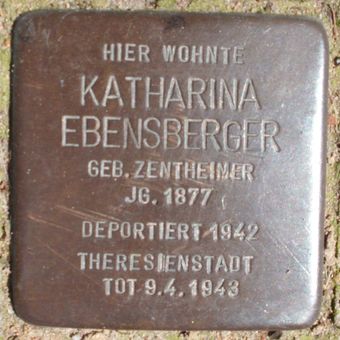 HIER WOHNTE
KATHARINA
EBENSBERGER
GEB. ZENTHEIMER
JG. 1877
DEPORTIERT 1942
THERESIENSTADT
TOT 9.4.1943